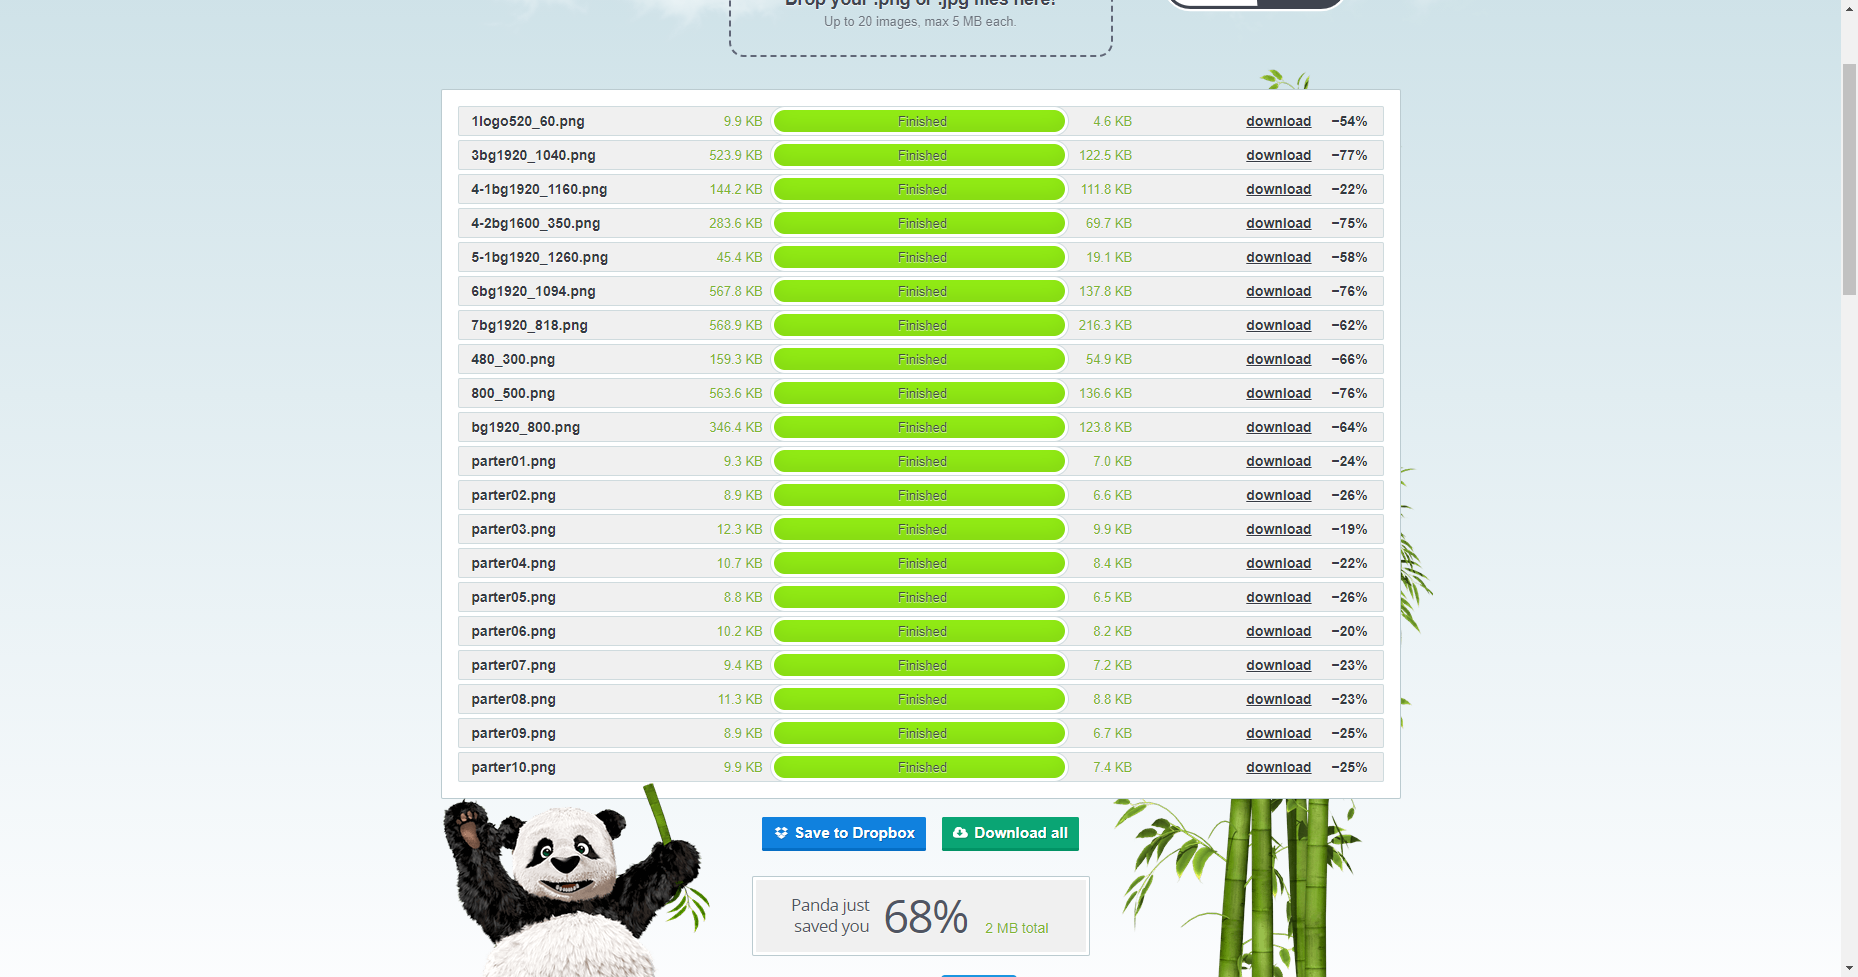 Drop your .png or .jpg files here!
Up to 20 images, max 5 MB each.
1logo520_60.png 9.9 KB Finished 4.6 KB download −54%
3bg1920_1040.png 523.9 KB Finished 122.5 KB download −77%
4-1bg1920_1160.png 144.2 KB Finished 111.8 KB download −22%
4-2bg1600_350.png 283.6 KB Finished 69.7 KB download −75%
5-1bg1920_1260.png 45.4 KB Finished 19.1 KB download −58%
6bg1920_1094.png 567.8 KB Finished 137.8 KB download −76%
7bg1920_818.png 568.9 KB Finished 216.3 KB download −62%
480_300.png 159.3 KB Finished 54.9 KB download −66%
800_500.png 563.6 KB Finished 136.6 KB download −76%
bg1920_800.png 346.4 KB Finished 123.8 KB download −64%
parter01.png 9.3 KB Finished 7.0 KB download −24%
parter02.png 8.9 KB Finished 6.6 KB download −26%
parter03.png 12.3 KB Finished 9.9 KB download −19%
parter04.png 10.7 KB Finished 8.4 KB download −22%
parter05.png 8.8 KB Finished 6.5 KB download −26%
parter06.png 10.2 KB Finished 8.2 KB download −20%
parter07.png 9.4 KB Finished 7.2 KB download −23%
parter08.png 11.3 KB Finished 8.8 KB download −23%
parter09.png 8.9 KB Finished 6.7 KB download −25%
parter10.png 9.9 KB Finished 7.4 KB download −25%
Save to Dropbox Download all
Panda just
saved you 68% 2 MB total